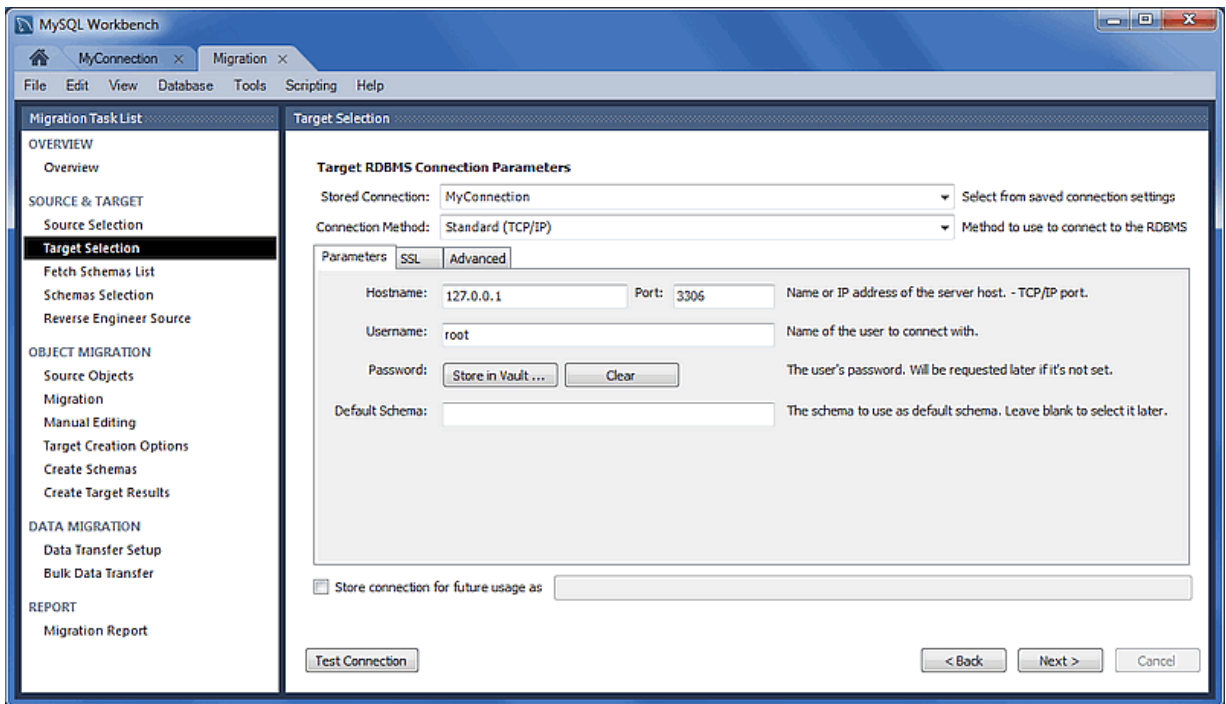 MySQL Workbench
MyConnection
Migration
File Edit View Database Tools Scripting Help
Migration Task List
OVERVIEW
Overview
SOURCE & TARGET
Source Selection
Target Selection
Fetch Schemas List
Schemas Selection
Reverse Engineer Source
OBJECT MIGRATION
Source Objects
Migration
Manual Editing
Target Creation Options
Create Schemas
Create Target Results
DATA MIGRATION
Data Transfer Setup
Bulk Data Transfer
REPORT
Migration Report
Target Selection
Target RDBMS Connection Parameters
Stored Connection: MyConnection Select from saved connection settings
Connection Method: Standard (TCP/IP) Method to use to connect to the RDBMS
Parameters SSL Advanced
Hostname: 127.0.0.1 Port: 3306 Name or IP address of the server host. - TCP/IP port.
Username: root Name of the user to connect with.
Password: Store in Vault ... Clear The user's password. Will be requested later if it's not set.
Default Schema: The schema to use as default schema. Leave blank to select it later.
Store connection for future usage as
Test Connection < Back Next > Cancel